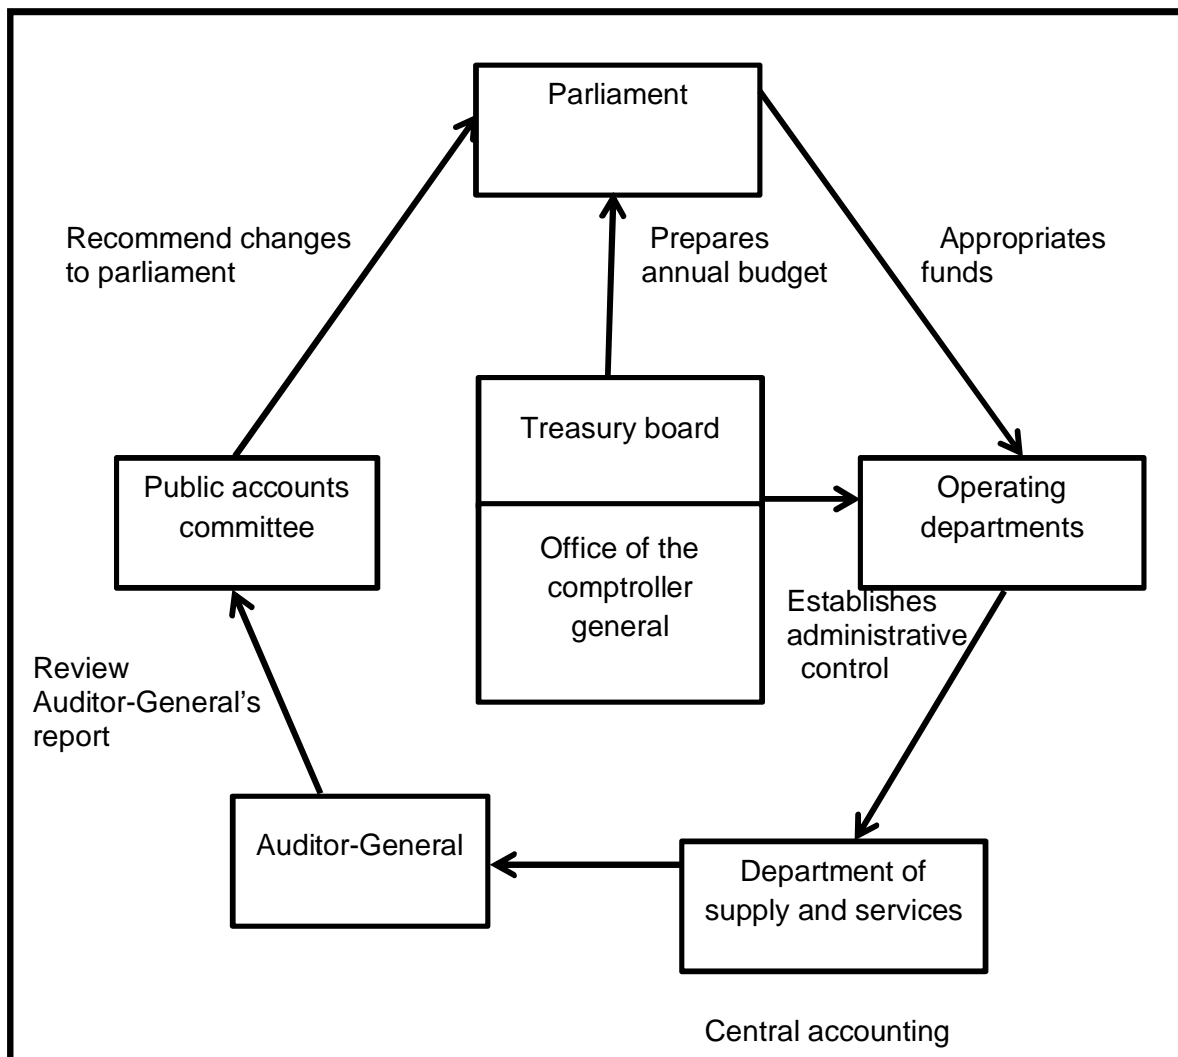 Parliament
Recommend changes
to parliament
Prepares
annual budget
Appropriates
funds
Treasury board
Public accounts
committee
Operating
departments
Office of the
comptroller
general
Establishes
administrative
control
Review
Auditor-General’s
report
Auditor-General
Department of
supply and services
Central accounting